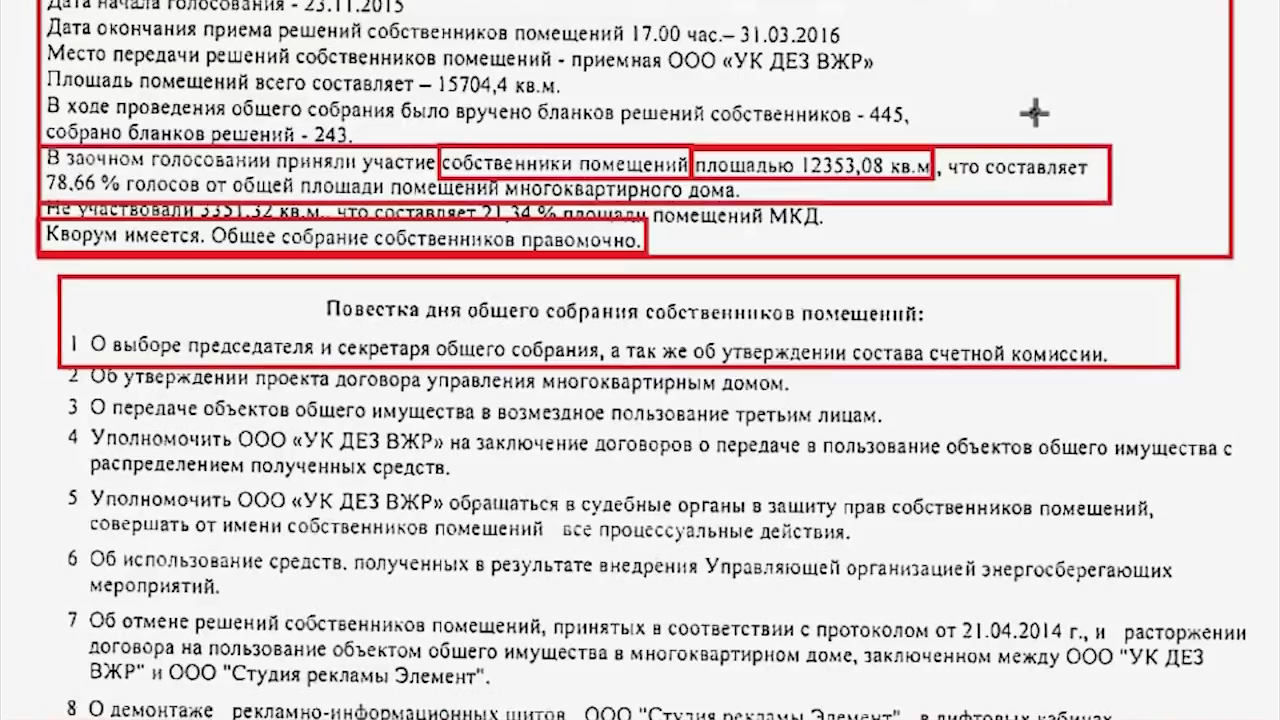 Дата начала голосования - 23.11.2015
Дата окончания приема решений собственников помещений 17.00 час.– 31.03.2016
Место передачи решений собственников помещений - приемная ООО «УК ДЕЗ ВЖР»
Площадь помещений всего составляет – 15704,4 кв.м.
В ходе проведения общего собрания было вручено бланков решений собственников - 445,
собрано бланков решений - 243.
В заочном голосовании приняли участие собственники помещений площадью 12353,08 кв.м , что составляет
78,66 % голосов от общей площади помещений многоквартирного дома.
Не участвовали 3351,32 кв.м., что составляет 21,34 % площади помещений МКД.
Кворум имеется. Общее собрание собственников правомочно.
Повестка дня общего собрания собственников помещений:
1 О выборе председателя и секретаря общего собрания, а так же об утверждении состава счетной комиссии.
2 Об утверждении проекта договора управления многоквартирным домом.
3 О передаче объектов общего имущества в возмездное пользование третьим лицам.
4 Уполномочить ООО «УК ДЕЗ ВЖР» на заключение договоров о передаче в пользование объектов общего имущества с
распределением полученных средств.
5 Уполномочить ООО «УК ДЕЗ ВЖР» обращаться в судебные органы в защиту прав собственников помещений,
совершать от имени собственников помещений все процессуальные действия.
6 Об использование средств. полученных в результате внедрения Управляющей организацией энергосберегающих
мероприятий.
7 Об отмене решений собственников помещений, принятых в соответствии с протоколом от 21.04.2014 г., и расторжении
договора на пользование объектом общего имущества в многоквартирном доме, заключенном между ООО "УК ДЕЗ
ВЖР" и ООО "Студия рекламы Элемент".
8 О демонтаже рекламно-информационных щитов ООО "Студия рекламы Элемент" в лифтовых кабинах